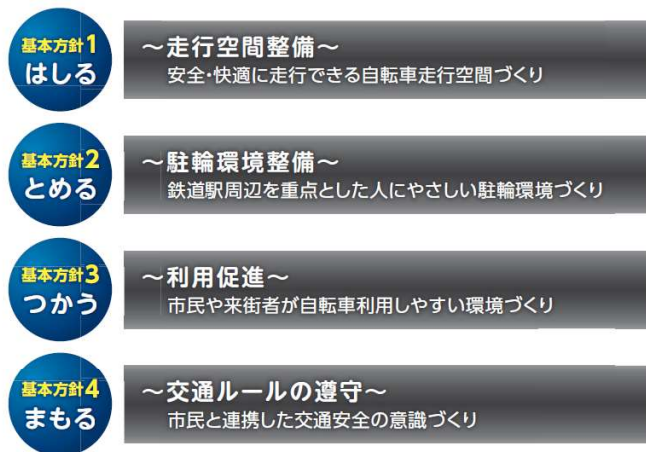 基本方針1
はしる
～走行空間整備～
安全・快適に走行できる自転車走行空間づくり
基本方針2
とめる
～駐輪環境整備～
鉄道駅周辺を重点とした人にやさしい駐輪環境づくり
基本方針3
つかう
～利用促進～
市民や来街者が自転車利用しやすい環境づくり
基本方針4
まもる
～交通ルールの遵守～
市民と連携した交通安全の意識づくり